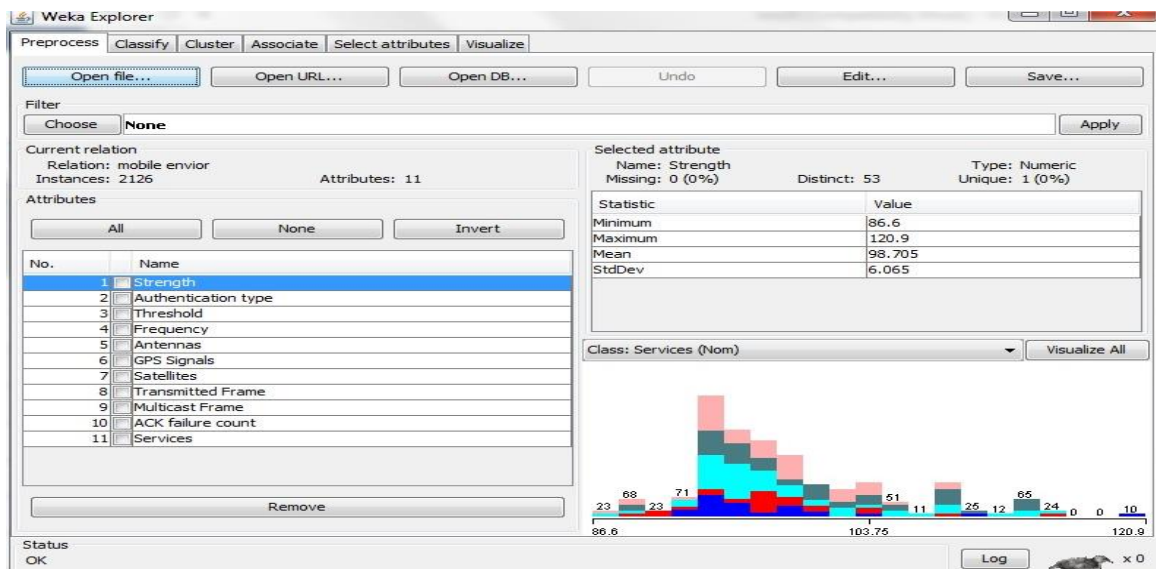 Weka Explorer
Preprocess Classify Cluster Associate Select attributes Visualize
Open file... Open URL... Open DB... Undo Edit... Save...
Filter
Choose None Apply
Current relation
Relation: mobile envior
Instances: 2126 Attributes: 11
Attributes
All None Invert
No. Name
1 Strength
2 Authentication type
3 Threshold
4 Frequency
5 Antennas
6 GPS Signals
7 Satellites
8 Transmitted Frame
9 Multicast Frame
10 ACK failure count
11 Services
Remove
Selected attribute
Name: Strength Type: Numeric
Missing: 0 (0%) Distinct: 53 Unique: 1 (0%)
Statistic Value
Minimum 86.6
Maximum 120.9
Mean 98.705
StdDev 6.065
Class: Services (Nom) Visualize All
23 68 23 71 51 11 25 12 65 24 0 0 10
86.6 103.75 120.9
Status
OK Log x 0